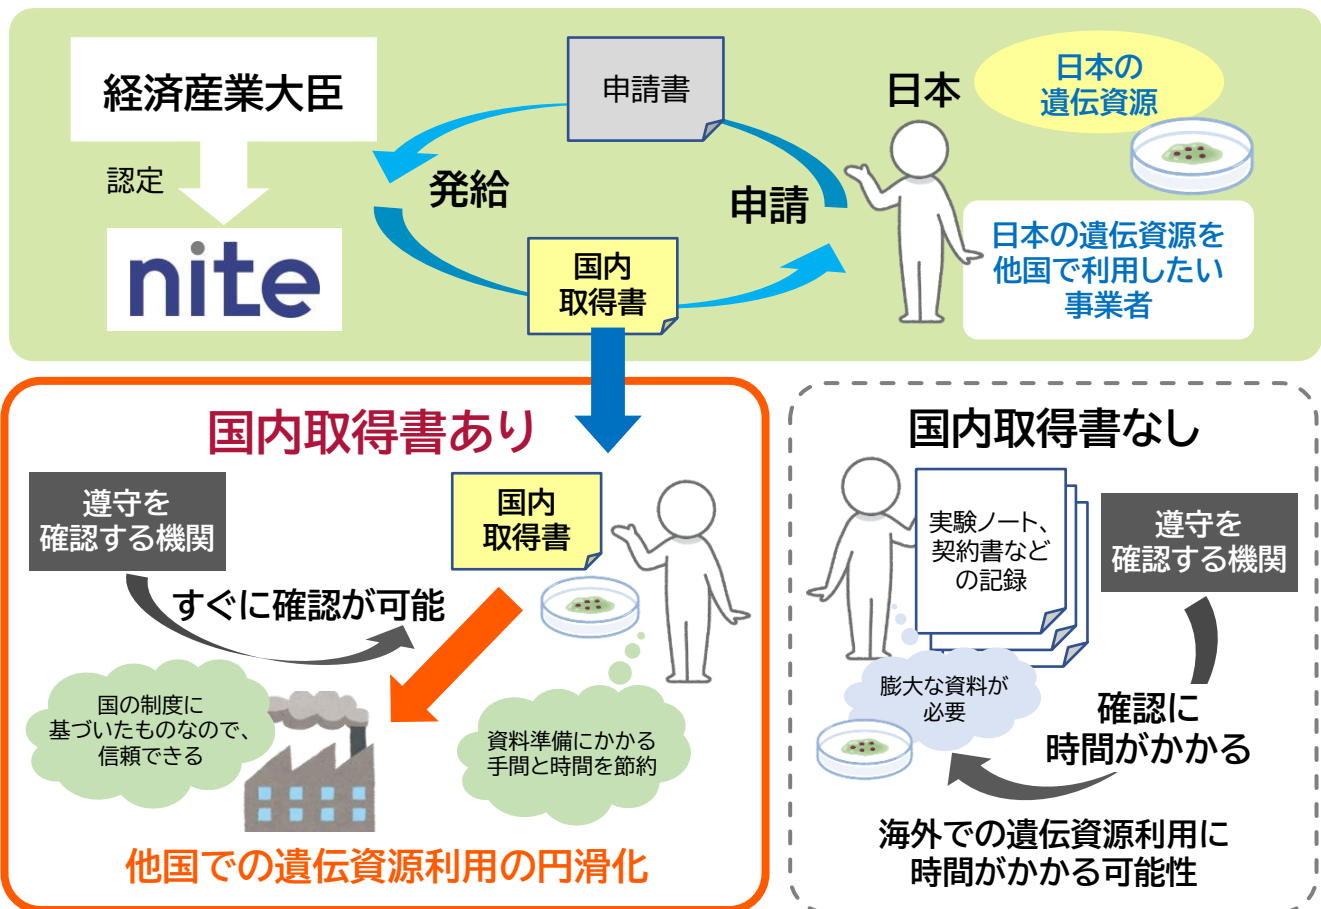 経済産業大臣
認定
nite
発給
申請書
申請
国内
取得書
日本
日本の
遺伝資源
日本の遺伝資源を
他国で利用したい
事業者
国内取得書あり
遵守を
確認する機関
国内
取得書
すぐに確認が可能
国の制度に
基づいたものなので、
信頼できる
資料準備にかかる
手間と時間を節約
他国での遺伝資源利用の円滑化
国内取得書なし
実験ノート、
契約書など
の記録
遵守を
確認する機関
膨大な資料が
必要
確認に
時間がかかる
海外での遺伝資源利用に
時間がかかる可能性